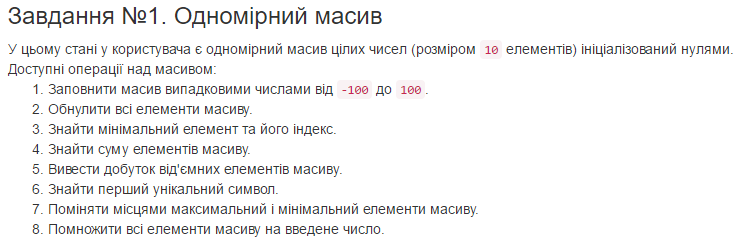 Завдання №1. Одномірний масив
У цьому стані у користувача є одномірний масив цілих чисел (розміром 10 елементів) ініціалізований нулями.
Доступні операції над масивом:
1. Заповнити масив випадковими числами від -100 до 100.
2. Обнулити всі елементи масиву.
3. Знайти мінімальний елемент та його індекс.
4. Знайти суму елементів масиву.
5. Вивести добуток від'ємних елементів масиву.
6. Знайти перший унікальний символ.
7. Поміняти місцями максимальний і мінімальний елементи масиву.
8. Помножити всі елементи масиву на введене число.